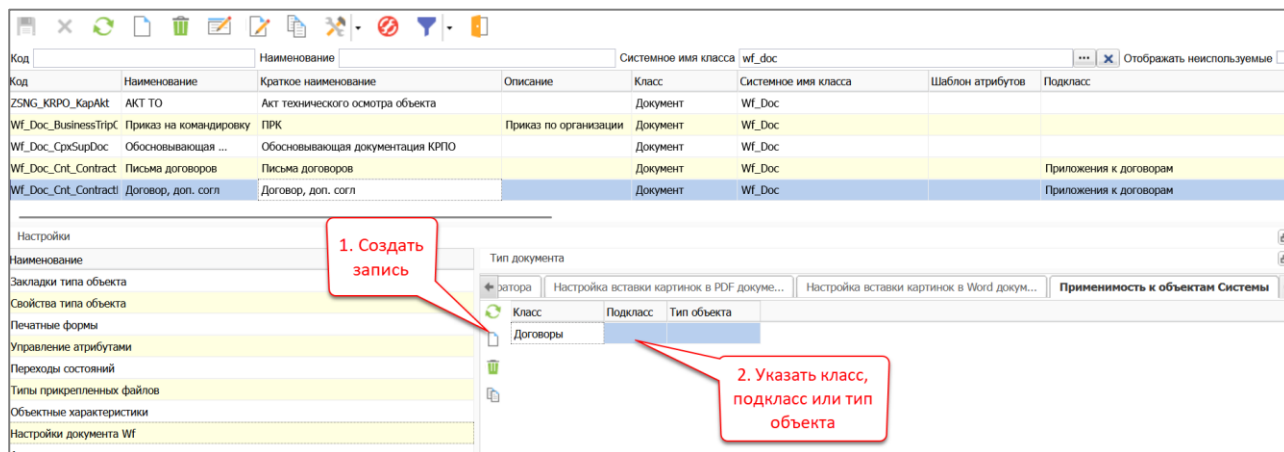 Код Наименование Системное имя класса wf_doc ... Отображать неиспользуемые
Код Наименование Краткое наименование Описание Класс Системное имя класса Шаблон атрибутов Подкласс
ZSNG_KRPO_KapAkt АКТ ТО Акт технического осмотра объекта Документ Wf_Doc
Wf_Doc_BusinessTripC Приказ на командировку ПРК Приказ по организации Документ Wf_Doc
Wf_Doc_CpxSupDoc Обосновывающая ... Обосновывающая документация КРПО Документ Wf_Doc
Wf_Doc_Cnt_Contract Письма договоров Письма договоров Документ Wf_Doc Приложения к договорам
Wf_Doc_Cnt_Contract Договор, доп. согл Договор, доп. согл Документ Wf_Doc Приложения к договорам
Настройки
1. Создать
запись
Наименование
Тип документа
Закладки типа объекта
ратора Настройка вставки картинок в PDF докуме... Настройка вставки картинок в Word докум... Применимость к объектам Системы
Свойства типа объекта
Класс Подкласс Тип объекта
Печатные формы
Договоры
Управление атрибутами
Переходы состояний
2. Указать класс,
подкласс или тип
объекта
Типы прикрепленных файлов
Объектные характеристики
Настройки документа Wf